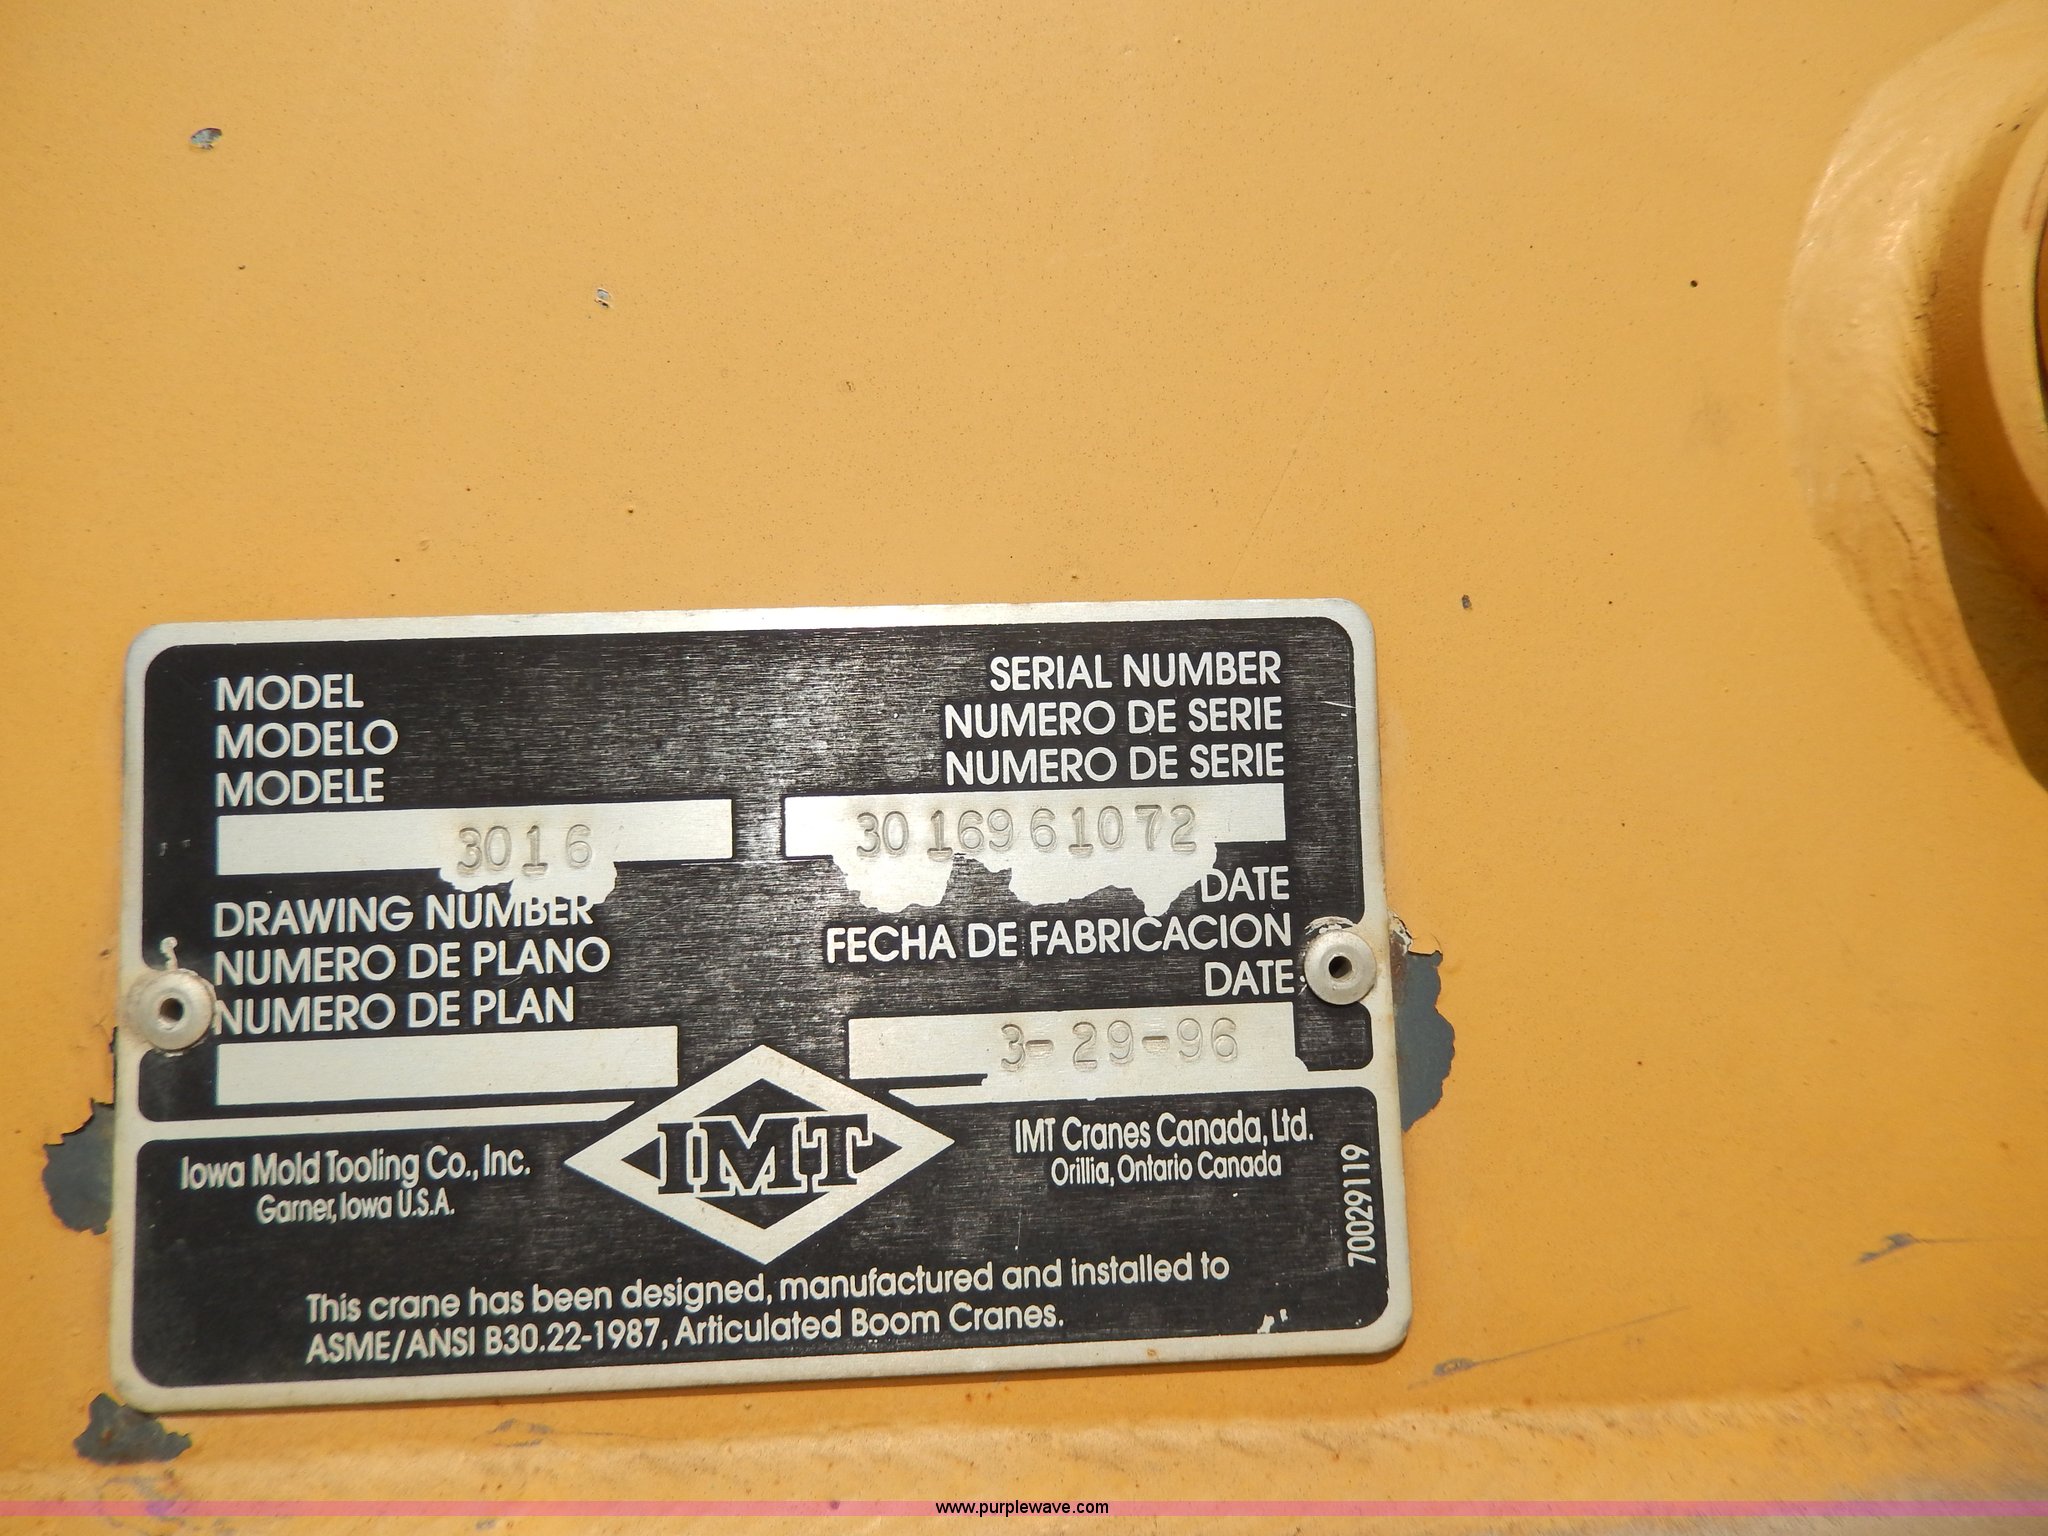 MODEL
MODELO
MODELE
3016
SERIAL NUMBER
NUMERO DE SERIE
NUMERO DE SERIE
3016961072
DRAWING NUMBER
NUMERO DE PLANO
NUMERO DE PLAN
DATE
FECHA DE FABRICACION
DATE
3-29-96
Iowa Mold Tooling Co., Inc.
Garner, Iowa U.S.A.
IMT
IMT Cranes Canada, Ltd.
Orillia, Ontario Canada
70029119
This crane has been designed, manufactured and installed to
ASME/ANSI B30.22-1987, Articulated Boom Cranes.
www.purplewave.com